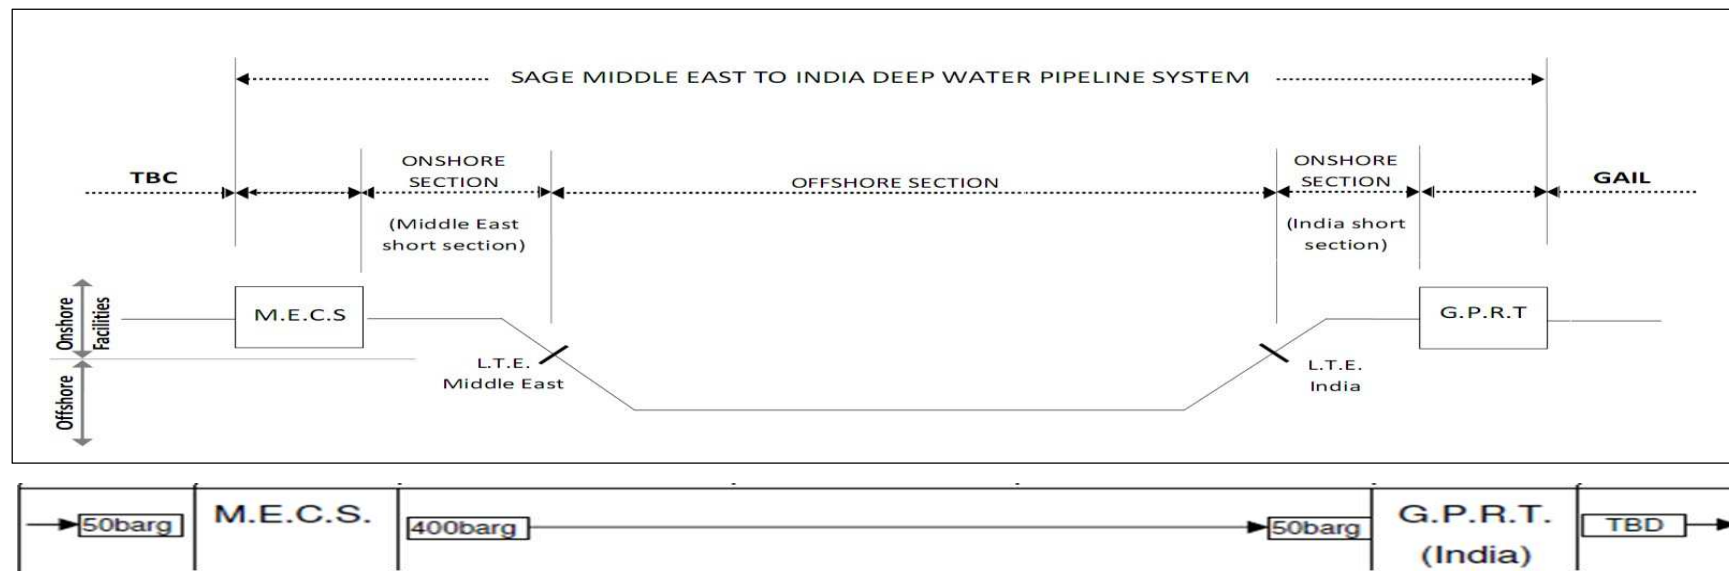 SAGE MIDDLE EAST TO INDIA DEEP WATER PIPELINE SYSTEM
TBC
ONSHORE
SECTION
(Middle East
short section)
OFFSHORE SECTION
ONSHORE
SECTION
(India short
section)
GAIL
Onshore
Facilities
Offshore
M.E.C.S
L.T.E.
Middle East
G.P.R.T
L.T.E.
India
50barg
M.E.C.S.
400barg
50barg
G.P.R.T.
(India)
TBD